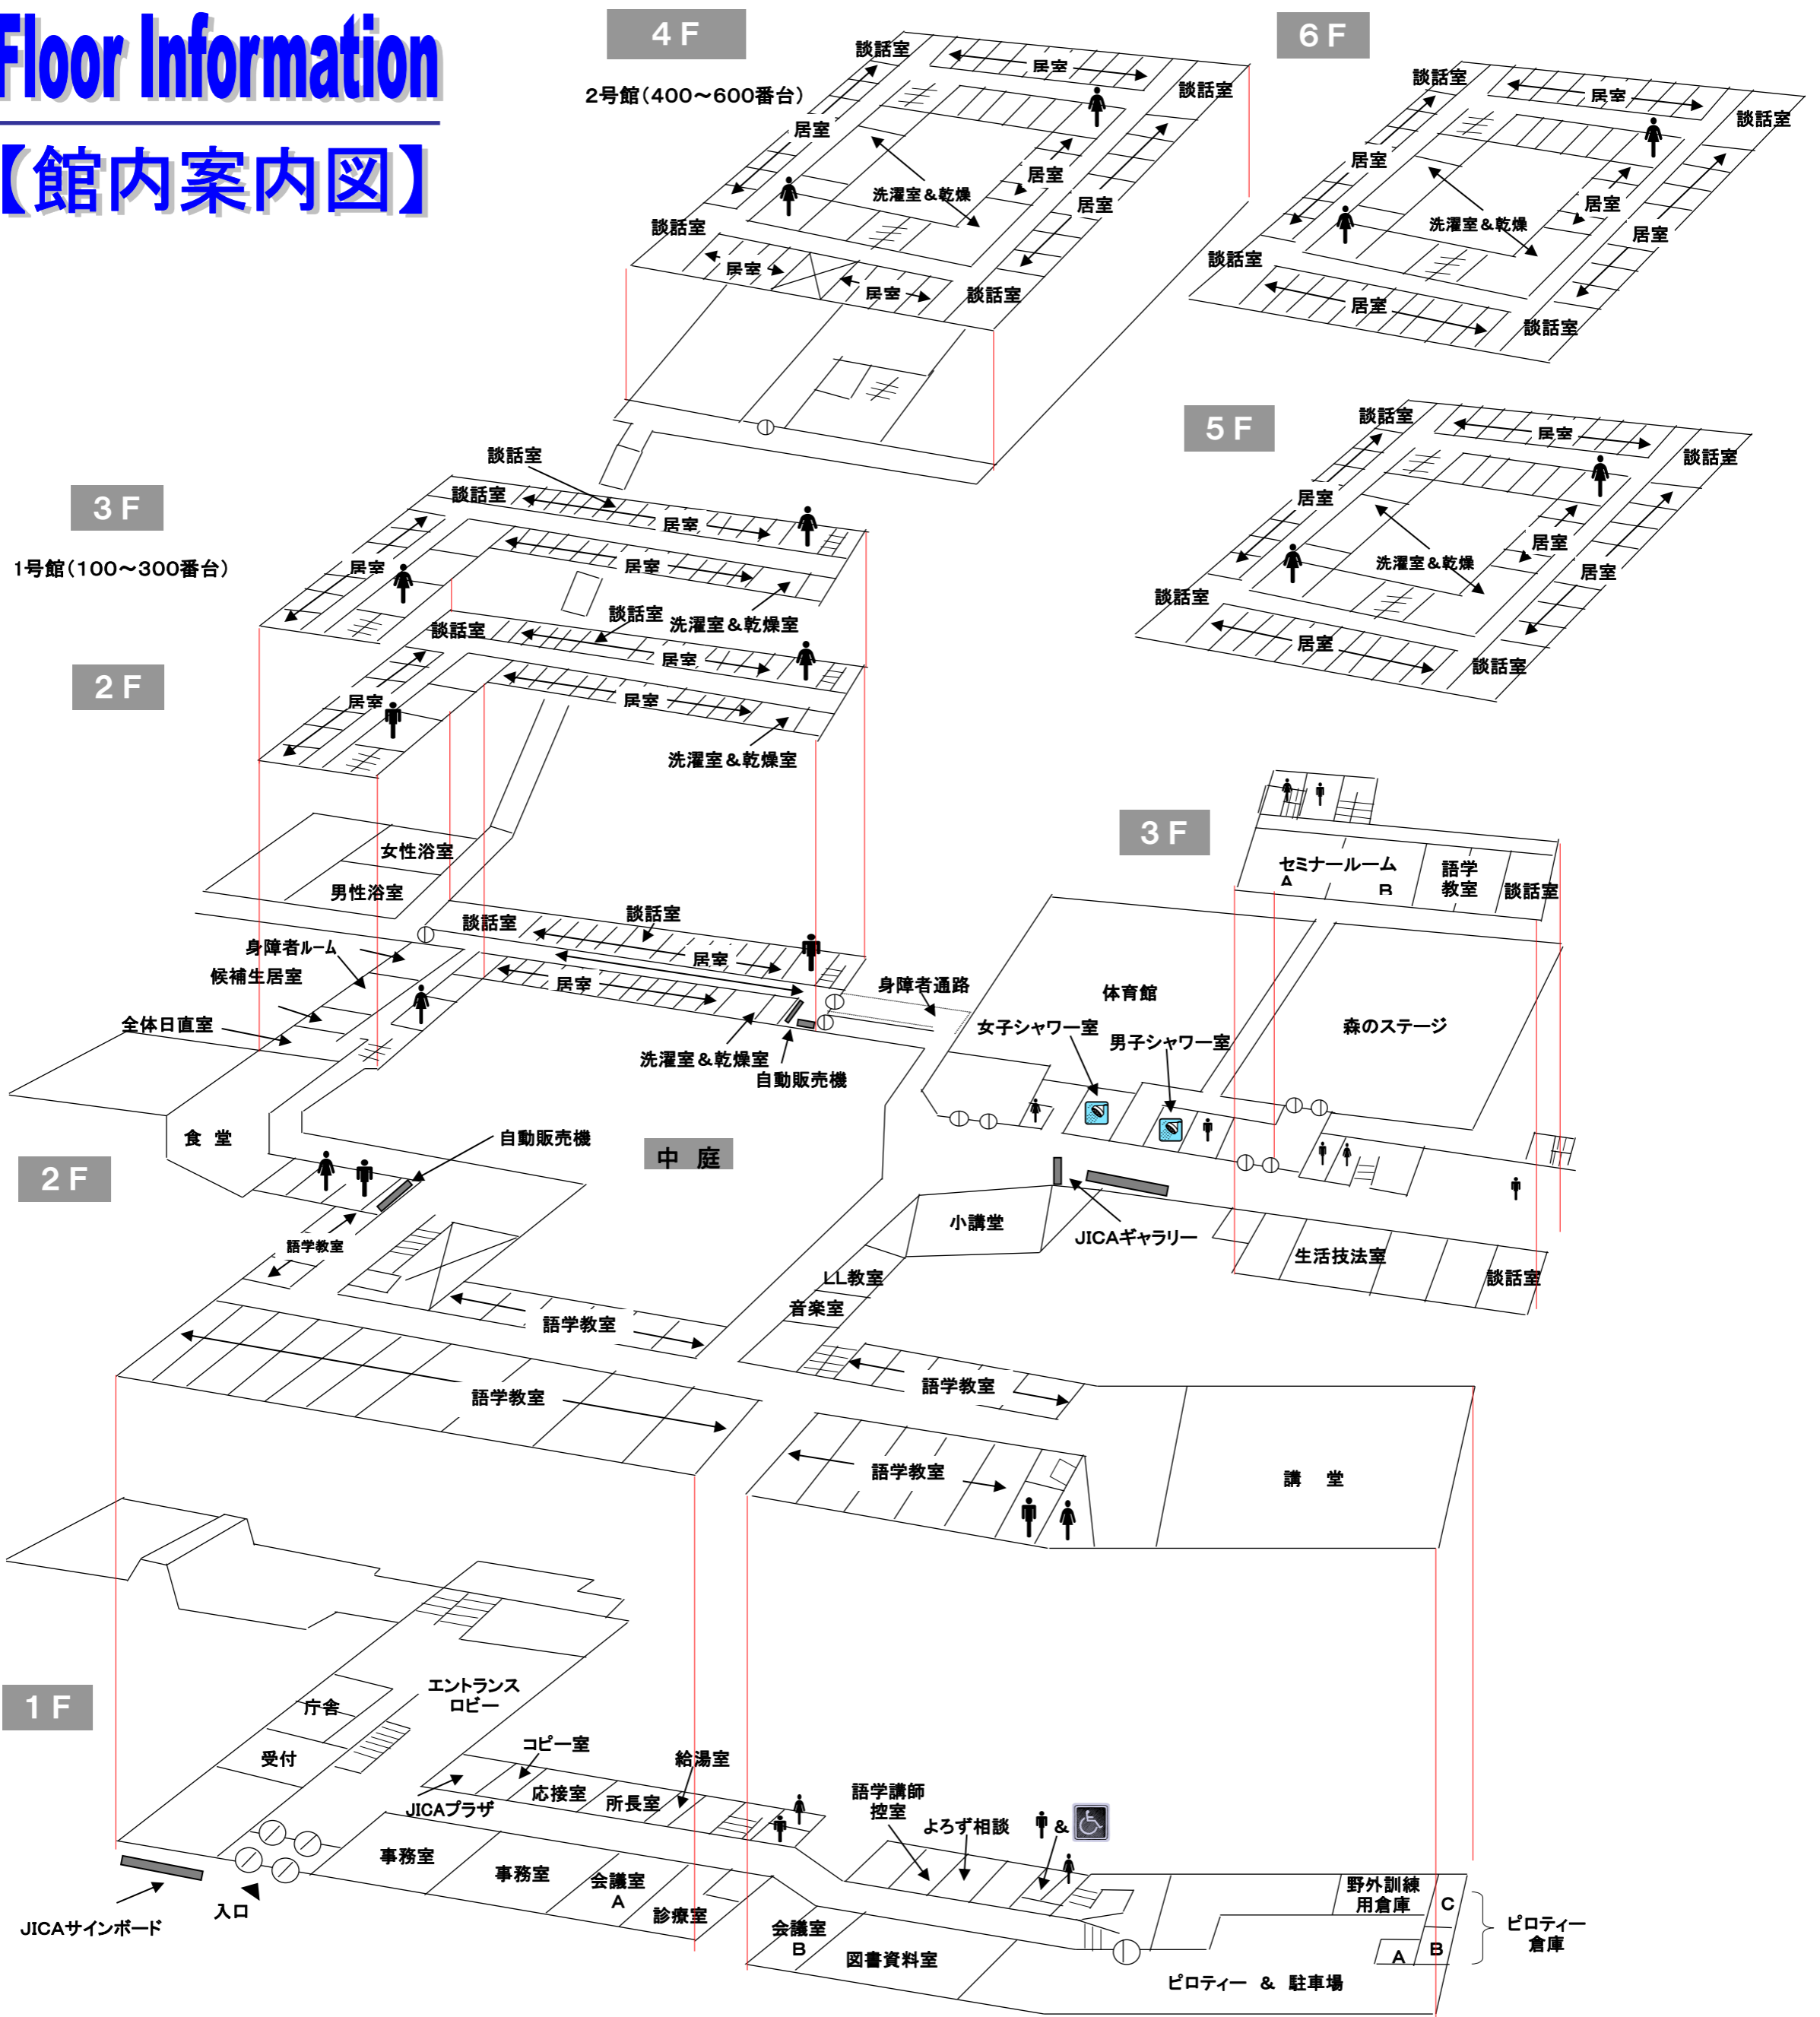 Floor Information
【館内案内図】
4F
2号館(400～600番台)
談話室
居室
談話室
居室
洗濯室&乾燥
居室
居室
談話室
居室
居室
談話室
6F
談話室
居室
談話室
居室
洗濯室&乾燥
居室
居室
談話室
居室
談話室
5F
談話室
居室
談話室
居室
洗濯室&乾燥
居室
居室
談話室
居室
談話室
3F
1号館(100～300番台)
談話室
談話室
居室
居室
居室
洗濯室&乾燥室
2F
談話室
談話室
居室
居室
居室
洗濯室&乾燥室
女性浴室
男性浴室
談話室
談話室
居室
居室
身障者ルーム
候補生居室
全体日直室
洗濯室&乾燥室
自動販売機
身障者通路
3F
セミナールーム
A
B
語学
教室
談話室
体育館
森のステージ
女子シャワー室
男子シャワー室
食 堂
自動販売機
中 庭
2F
語学教室
小講堂
JICAギャラリー
生活技法室
談話室
LL教室
音楽室
語学教室
語学教室
語学教室
語学教室
講 堂
1F
庁舎
エントランス
ロビー
受付
コピー室
給湯室
JICAプラザ
応接室
所長室
語学講師
控室
よろず相談
&
事務室
事務室
会議室
A
診療室
会議室
B
図書資料室
野外訓練
用倉庫
C
B
A
ピロティー
倉庫
ピロティー & 駐車場
JICAサインボード
入口